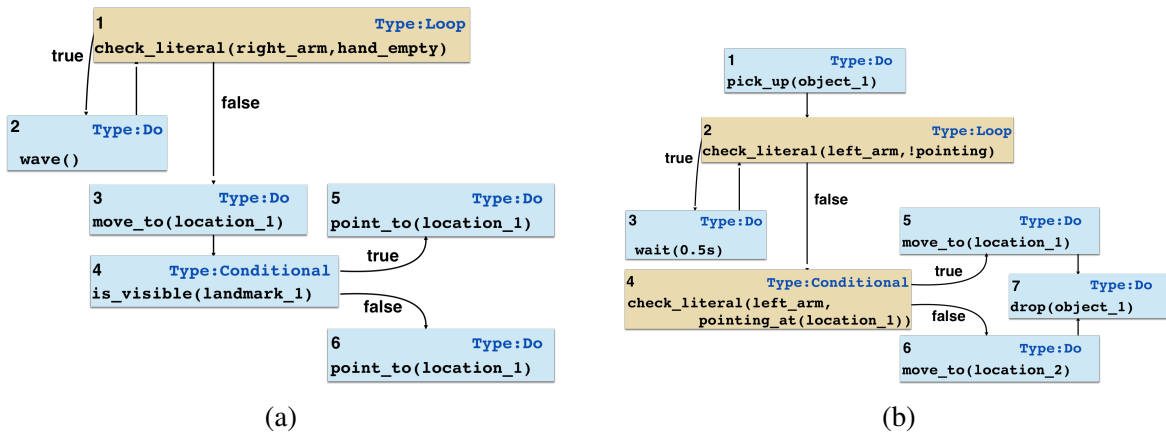 1 Type:Loop
check_literal(right_arm,hand_empty)
true
false
2 Type:Do
wave()
3 Type:Do
move_to(location_1)
4 Type:Conditional
is_visible(landmark_1)
true
false
5 Type:Do
point_to(location_1)
6 Type:Do
point_to(location_1)
(a)
1 Type:Do
pick_up(object_1)
2 Type:Loop
check_literal(left_arm,!pointing)
true
false
3 Type:Do
wait(0.5s)
4 Type:Conditional
check_literal(left_arm,
pointing_at(location_1))
true
false
5 Type:Do
move_to(location_1)
6 Type:Do
move_to(location_2)
7 Type:Do
drop(object_1)
(b)